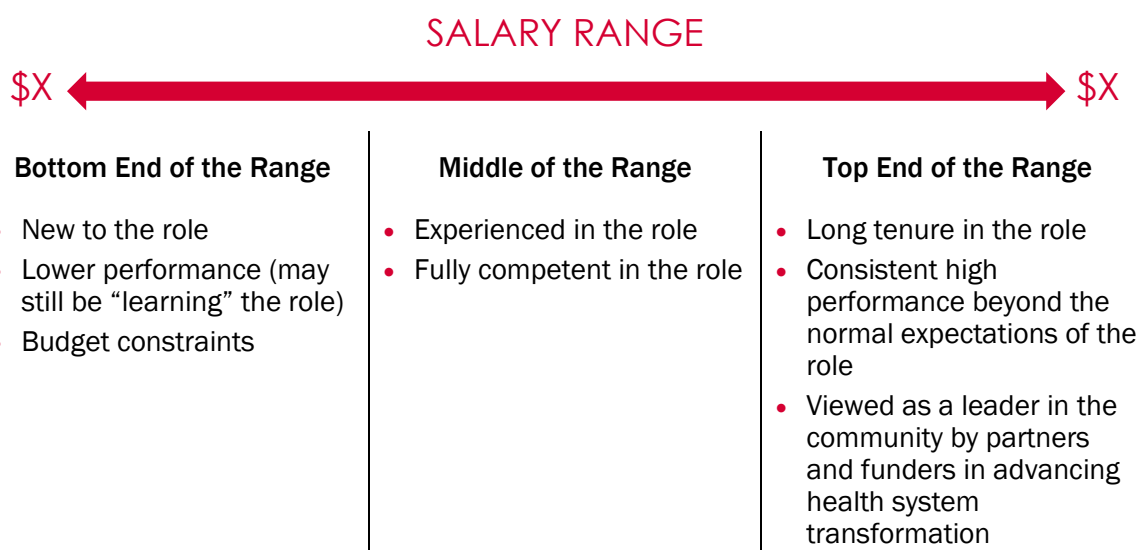 SALARY RANGE
$X
$X
Bottom End of the Range
New to the role
Lower performance (may
still be “learning” the role)
Budget constraints
Middle of the Range
• Experienced in the role
• Fully competent in the role
Top End of the Range
• Long tenure in the role
• Consistent high
performance beyond the
normal expectations of the
role
• Viewed as a leader in the
community by partners
and funders in advancing
health system
transformation